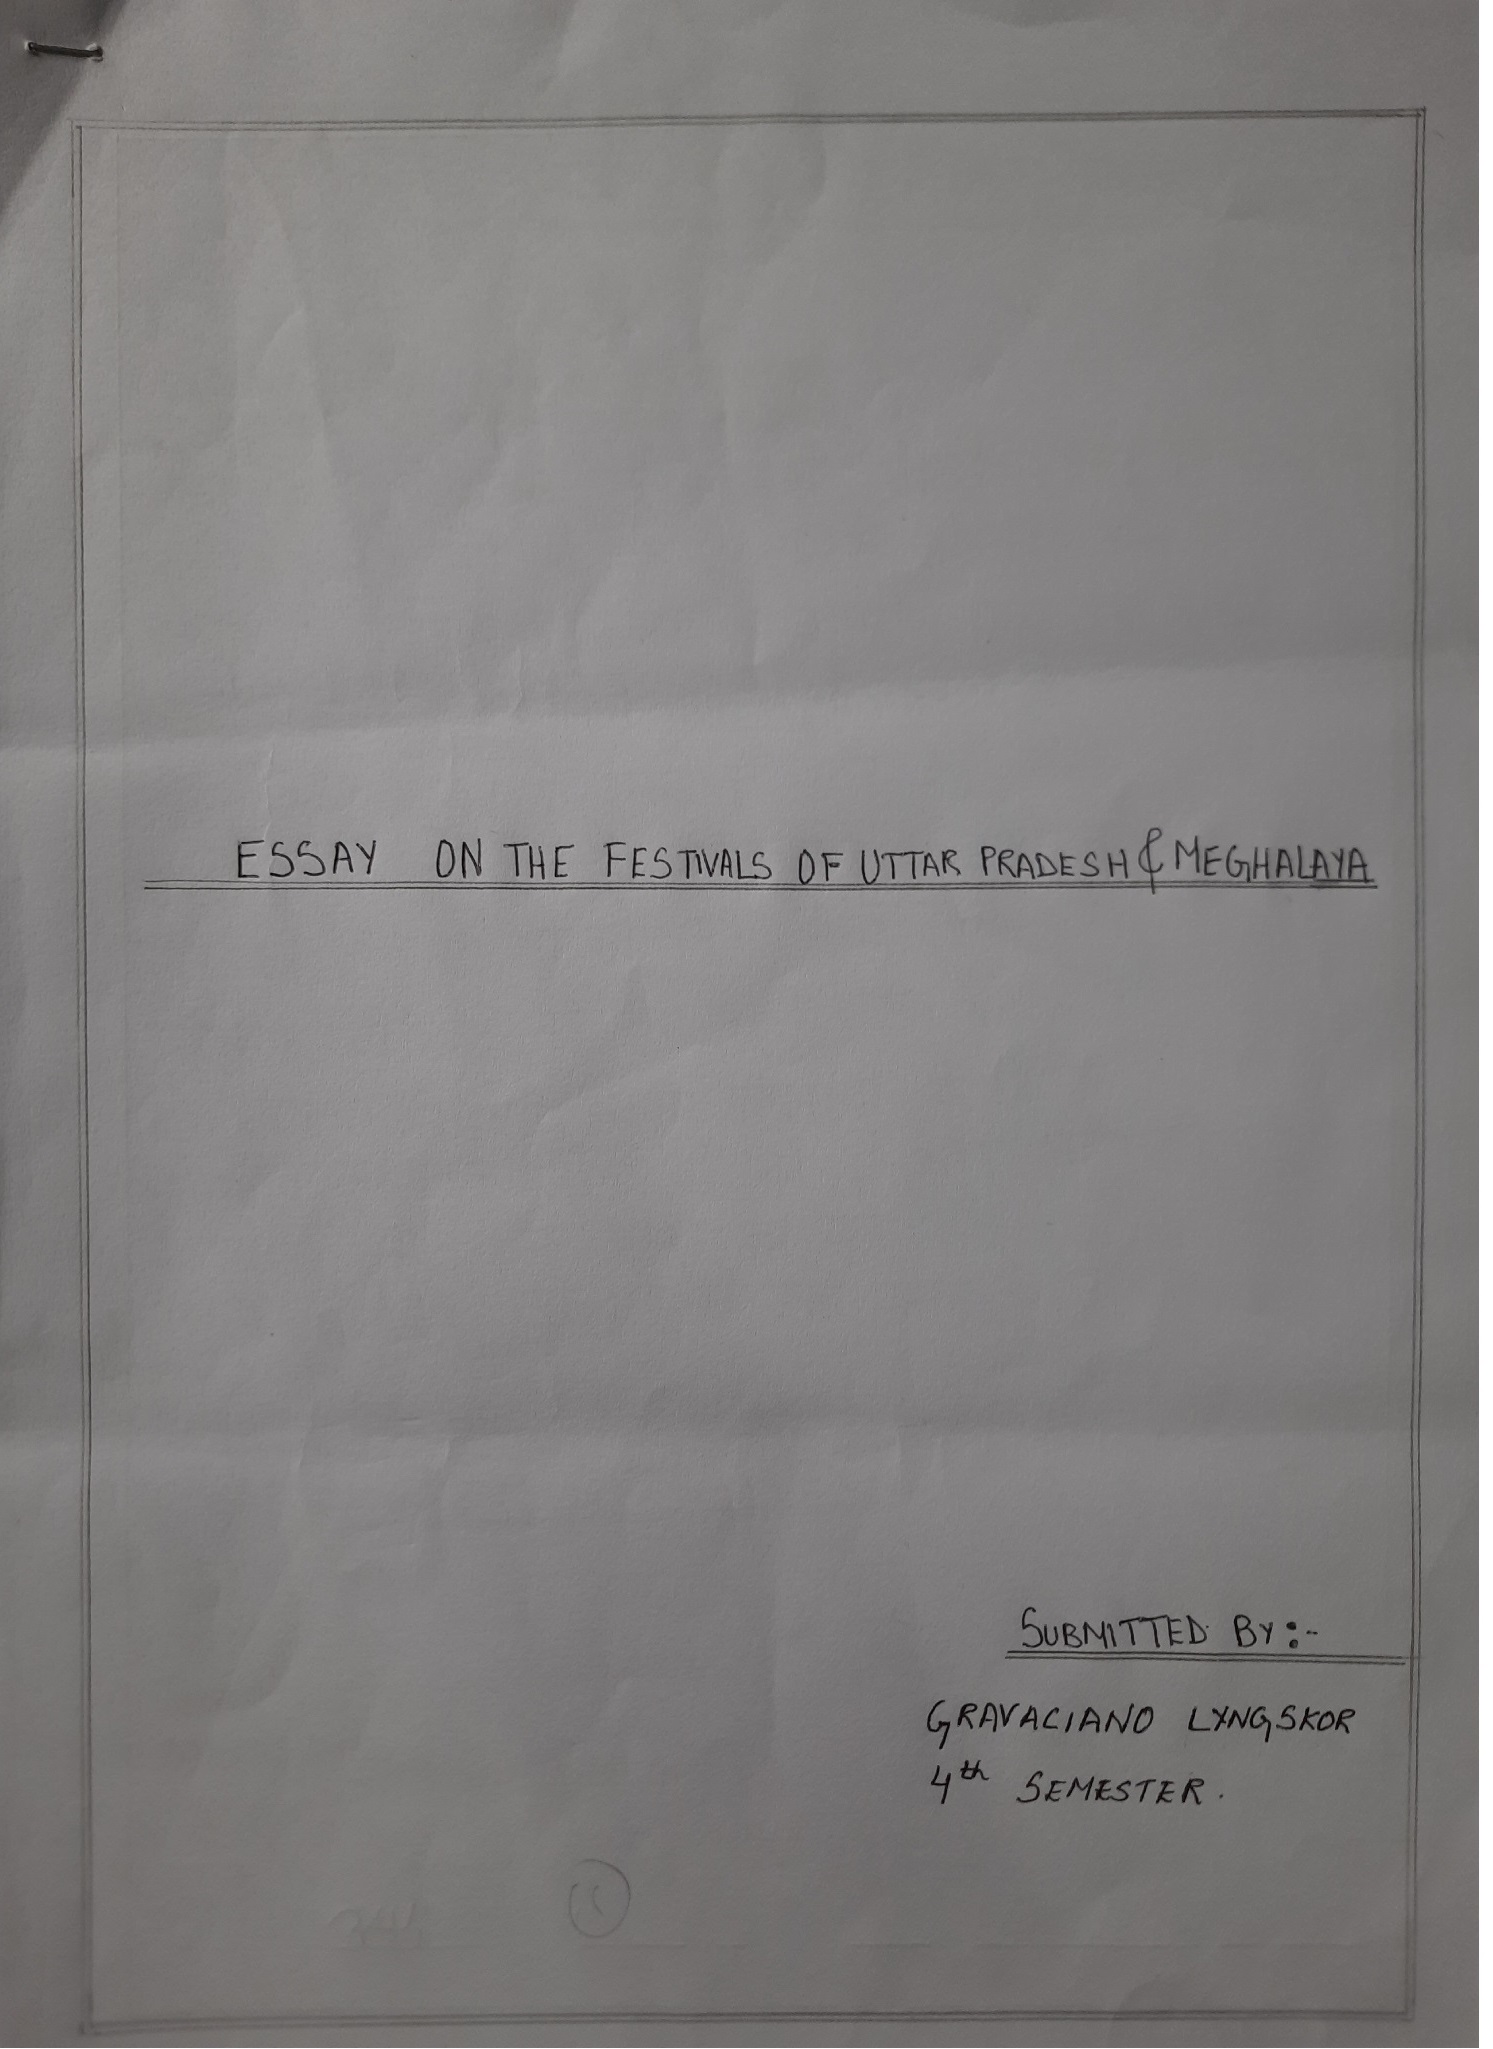 ESSAY ON THE FESTIVALS OF UTTAR PRADESH & MEGHALAYA
SUBMITTED BY:-
GRAVACIANO LYNGSKOR
4th SEMESTER.